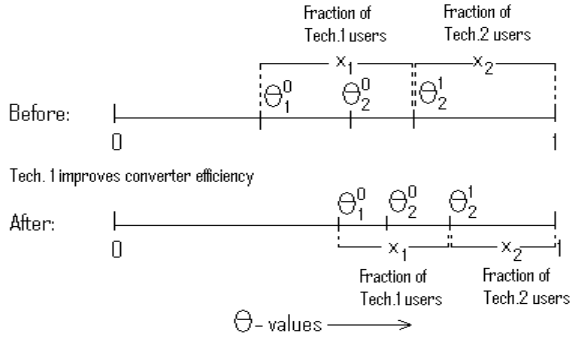 Fraction of Tech.1 users
Fraction of Tech.2 users
x₁
x₂
Θ₁⁰
Θ₂⁰
Θ₂¹
Before:
0
1
Tech. 1 improves converter efficiency
After:
Θ₁⁰
Θ₂⁰
Θ₂¹
0
x₁
x₂
1
Fraction of Tech.1 users
Fraction of Tech.2 users
Θ- values